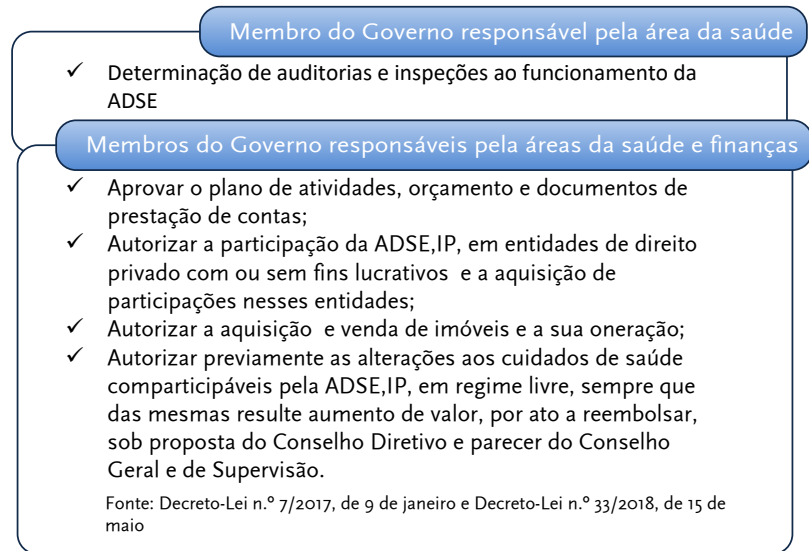 Membro do Governo responsável pela área da saúde
✓ Determinação de auditorias e inspeções ao funcionamento da
ADSE
Membros do Governo responsáveis pela áreas da saúde e finanças
✓ Aprovar o plano de atividades, orçamento e documentos de
prestação de contas;
✓ Autorizar a participação da ADSE,IP, em entidades de direito
privado com ou sem fins lucrativos e a aquisição de
participações nesses entidades;
✓ Autorizar a aquisição e venda de imóveis e a sua oneração;
✓ Autorizar previamente as alterações aos cuidados de saúde
comparticipáveis pela ADSE,IP, em regime livre, sempre que
das mesmas resulte aumento de valor, por ato a reembolsar,
sob proposta do Conselho Diretivo e parecer do Conselho
Geral e de Supervisão.
Fonte: Decreto-Lei n.º 7/2017, de 9 de janeiro e Decreto-Lei n.º 33/2018, de 15 de
maio